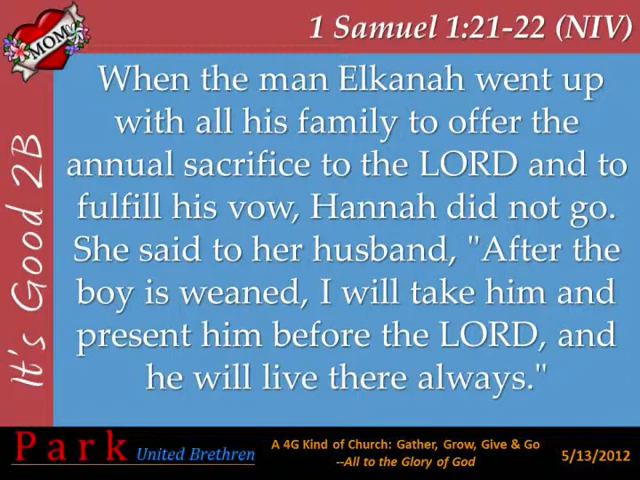 MOM
1 Samuel 1:21-22 (NIV)
It's Good 2B
When the man Elkanah went up
with all his family to offer the
annual sacrifice to the LORD and to
fulfill his vow, Hannah did not go.
She said to her husband, "After the
boy is weaned, I will take him and
present him before the LORD, and
he will live there always."
Park United Brethren
A 4G Kind of Church: Gather, Grow, Give & Go
--All to the Glory of God
5/13/2012